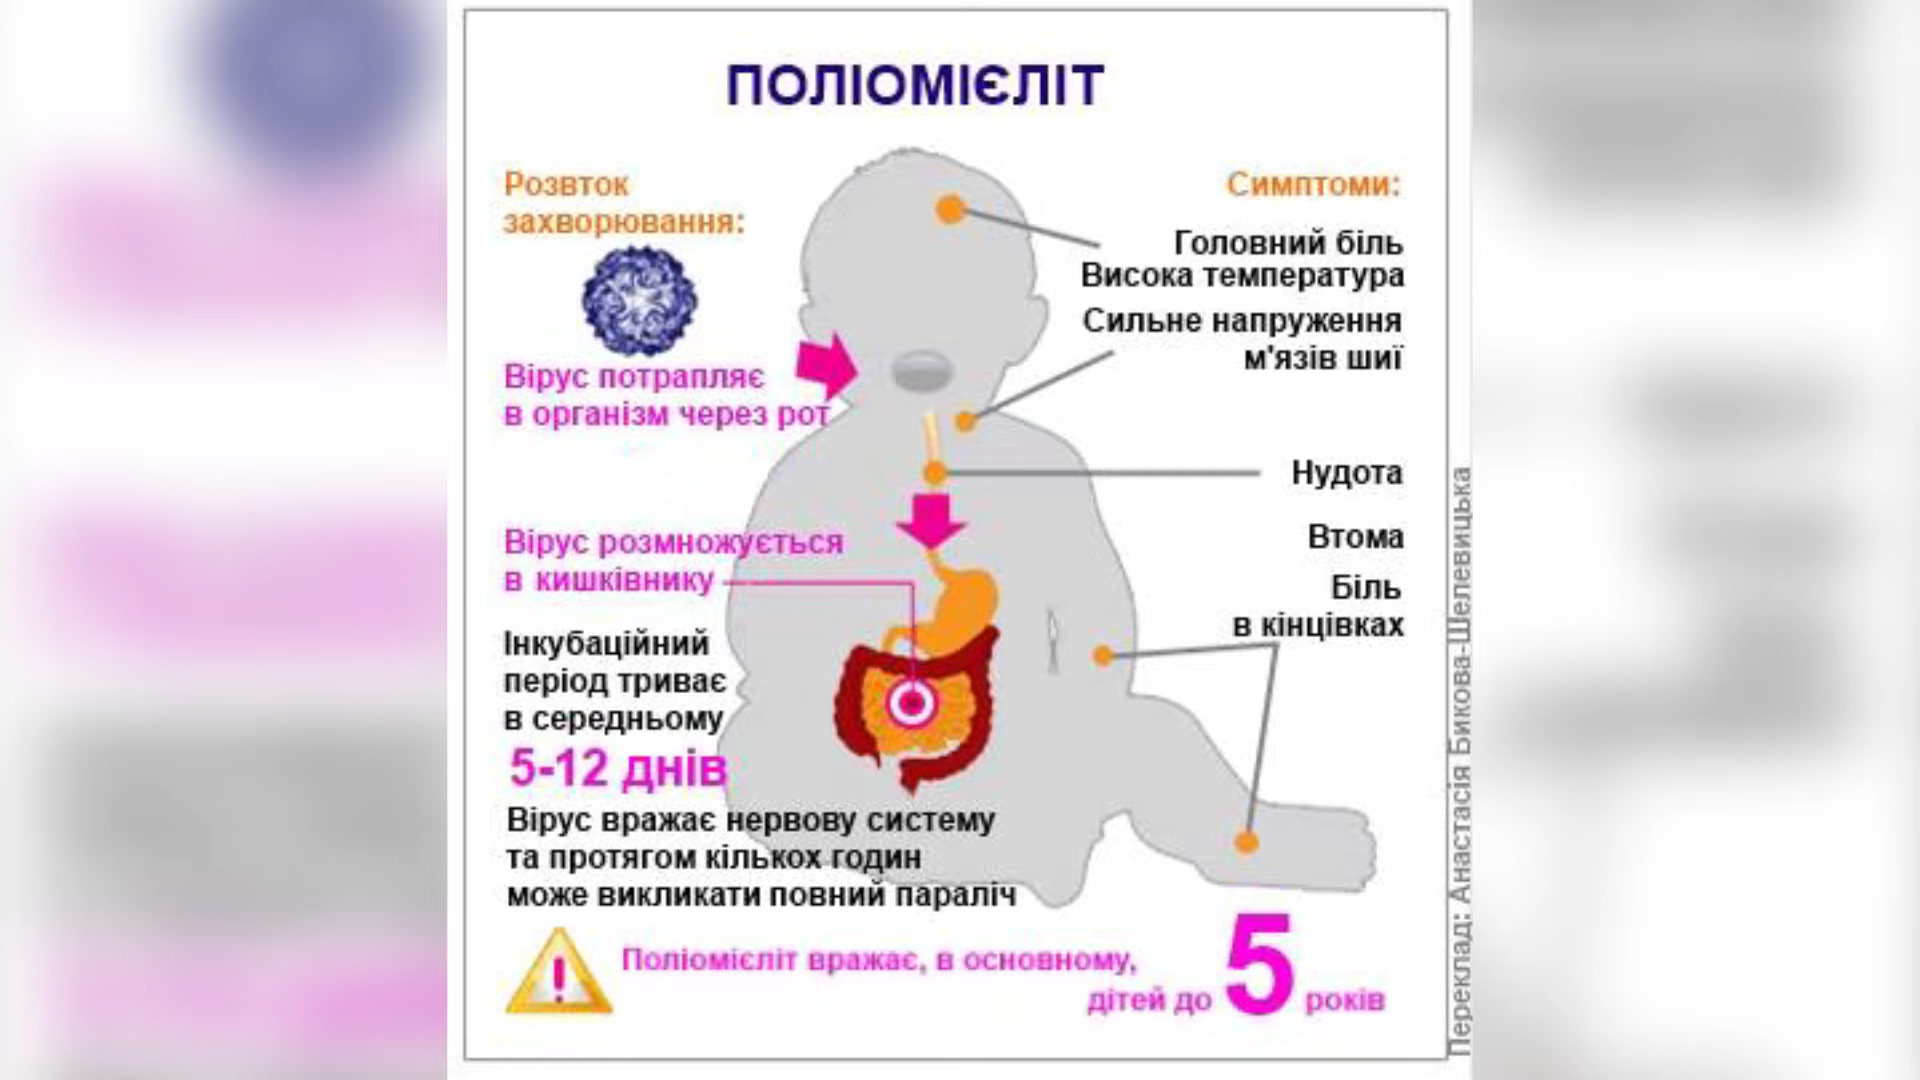 ПОЛІОМІЄЛІТ
Розвток
захворювання:
Вірус потрапляє
в організм через рот
Вірус розмножується
в кишківнику
Інкубаційний
період триває
в середньому
5-12 днів
Вірус вражає нервову систему
та протягом кількох годин
може викликати повний параліч
Симптоми:
Головний біль
Висока температура
Сильне напруження
м'язів шиї
Нудота
Втома
Біль
в кінцівках
Поліомієліт вражає, в основному,
дітей до 5 років
Переклад: Анастасія Бикова-Шелевицька